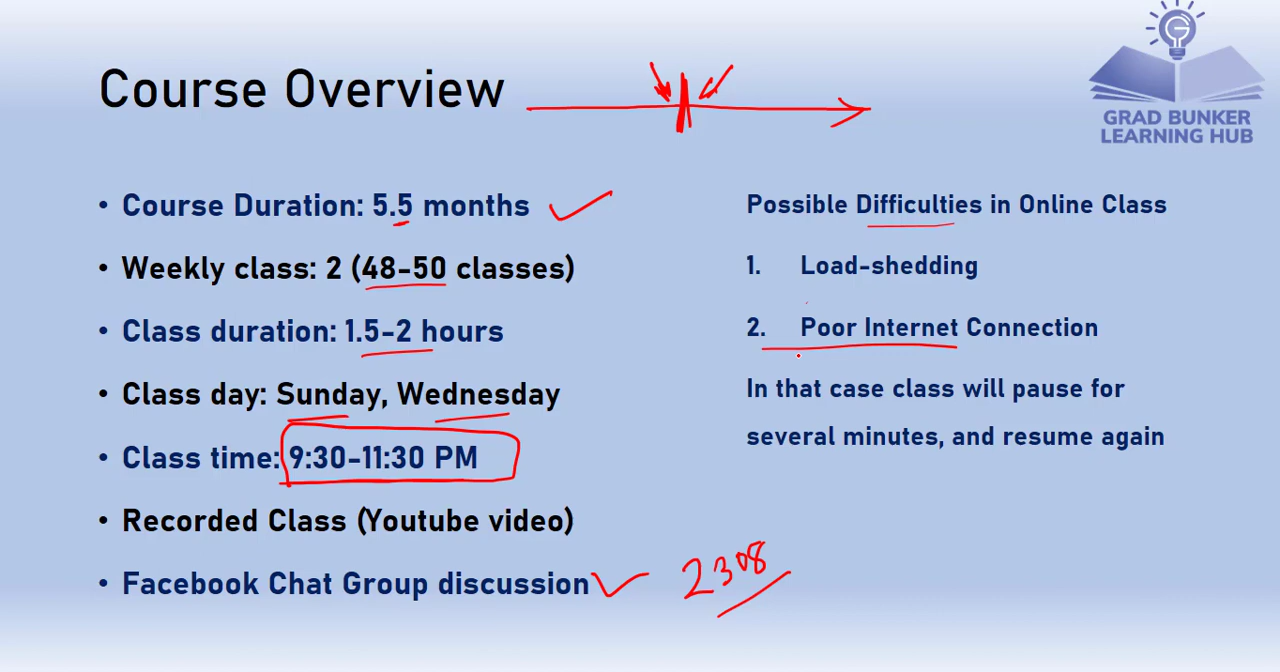 Course Overview
GRAD BUNKER
LEARNING HUB
• Course Duration: 5.5 months
• Weekly class: 2 (48-50 classes)
• Class duration: 1.5-2 hours
• Class day: Sunday, Wednesday
• Class time: 9:30-11:30 PM
• Recorded Class (Youtube video)
• Facebook Chat Group discussion
2308
Possible Difficulties in Online Class
1. Load-shedding
2. Poor Internet Connection
In that case class will pause for
several minutes, and resume again